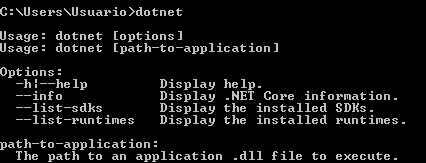 C:\Users\Usuario>dotnet
Usage: dotnet [options]
Usage: dotnet [path-to-application]
Options:
-h|--help Display help.
--info Display .NET Core information.
--list-sdks Display the installed SDKs.
--list-runtimes Display the installed runtimes.
path-to-application:
The path to an application .dll file to execute.